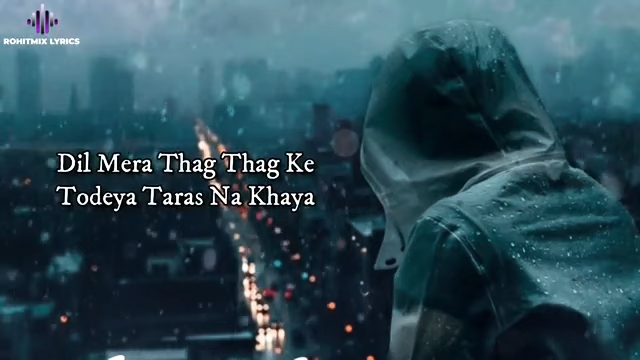 ROHITMIX LYRICS
Dil Mera Thag Thag Ke
Todeya Taras Na Khaya